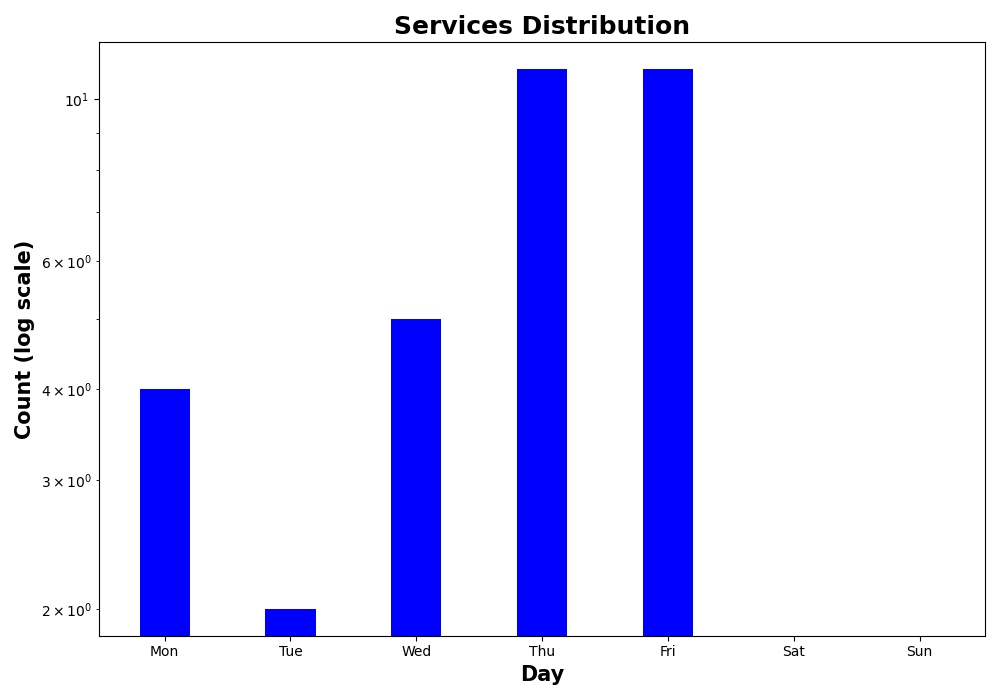 Services Distribution
Count (log scale)
10¹
6 × 10⁰
4 × 10⁰
3 × 10⁰
2 × 10⁰
Mon Tue Wed Thu Fri Sat Sun
Day